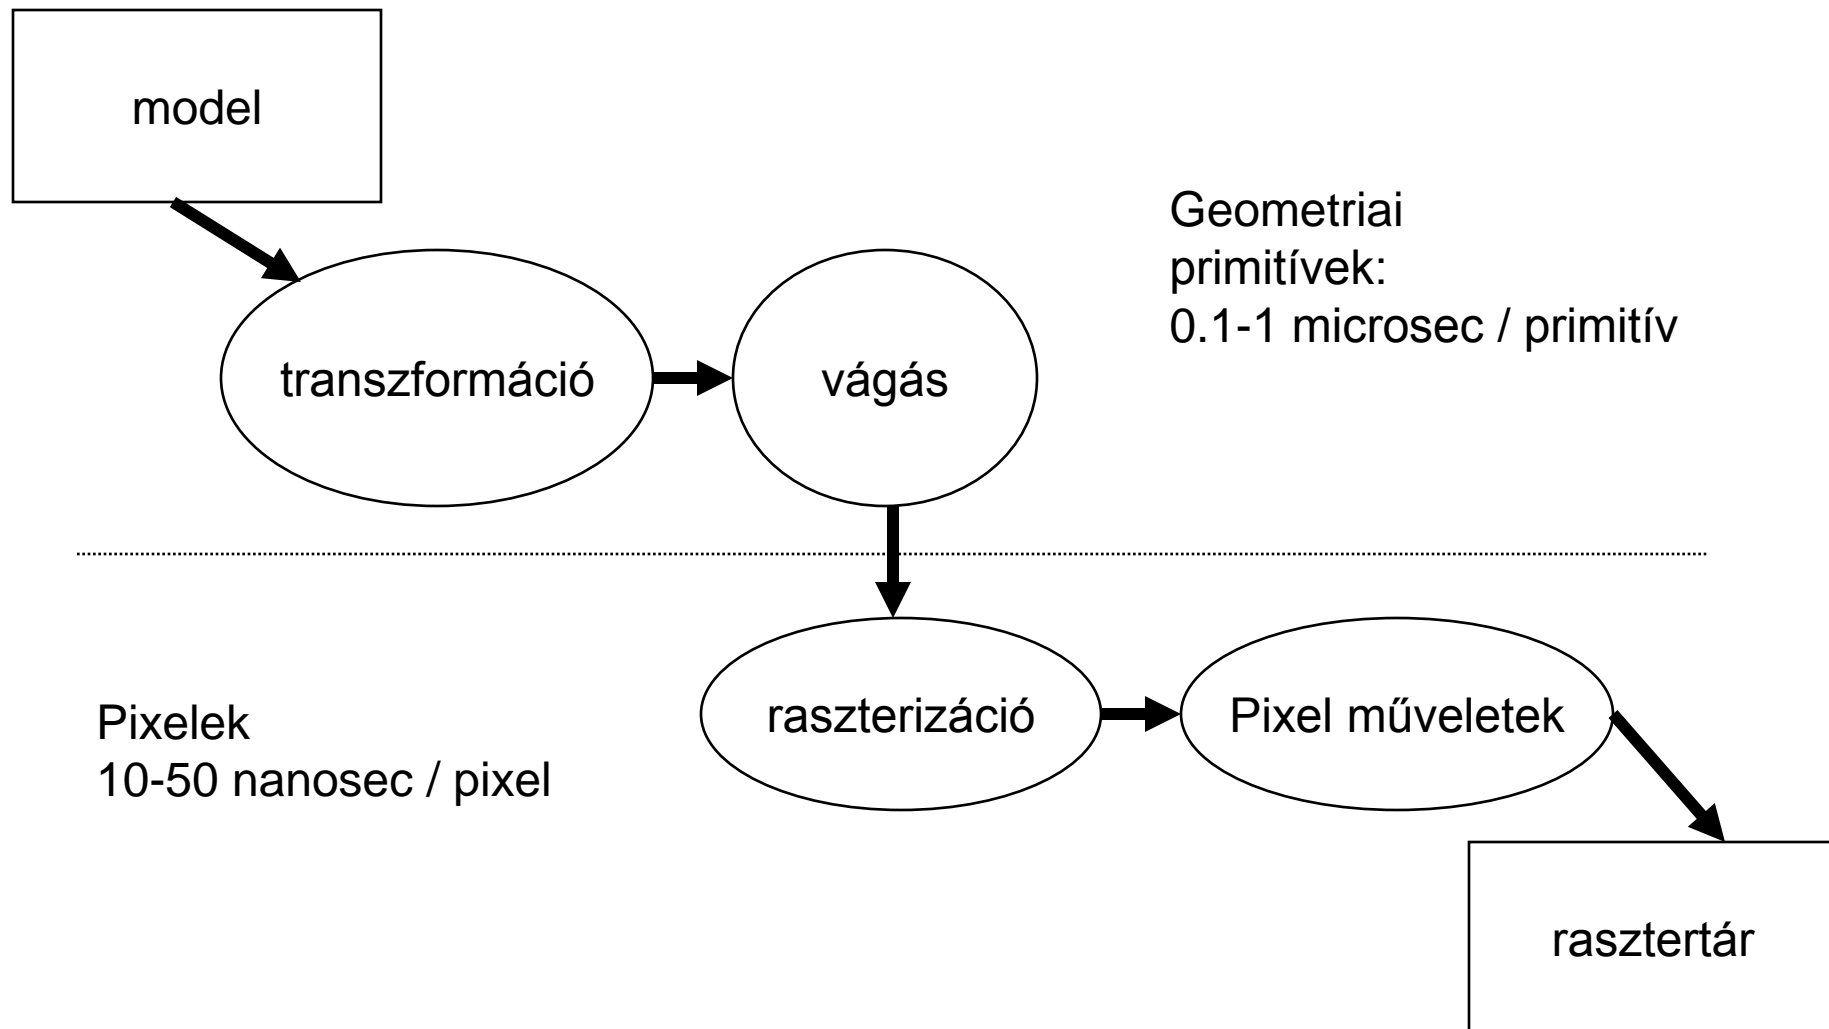 model
Geometriai
primitívek:
0.1-1 microsec / primitív
transzformáció
vágás
raszterizáció
Pixel műveletek
Pixelek
10-50 nanosec / pixel
rasztertár